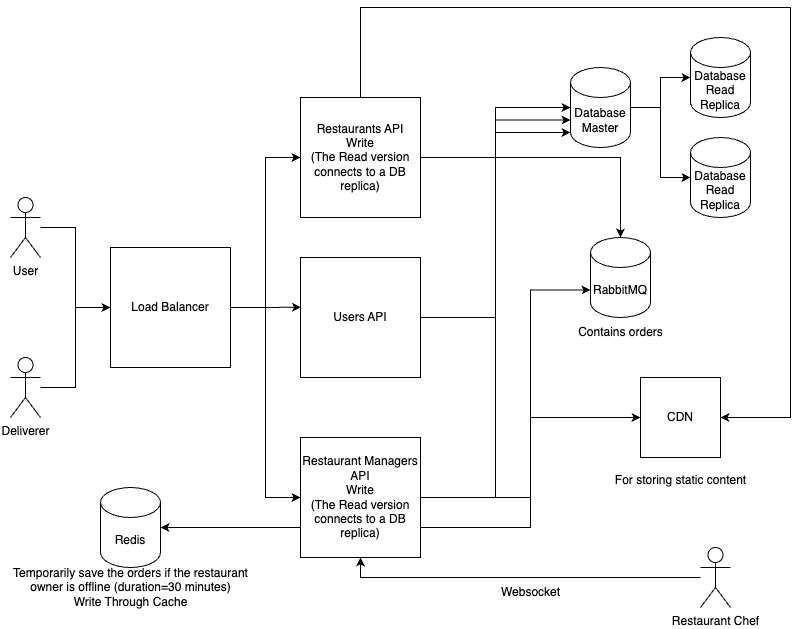 Database
Read
Replica
Database
Master
Restaurants API
Write
(The Read version
connects to a DB
replica)
Database
Read
Replica
User
Load Balancer
Users API
RabbitMQ
Contains orders
Deliverer
CDN
For storing static content
Restaurant Managers
API
Write
(The Read version
connects to a DB
replica)
Redis
Temporarily save the orders if the restaurant
owner is offline (duration=30 minutes)
Write Through Cache
Websocket
Restaurant Chef